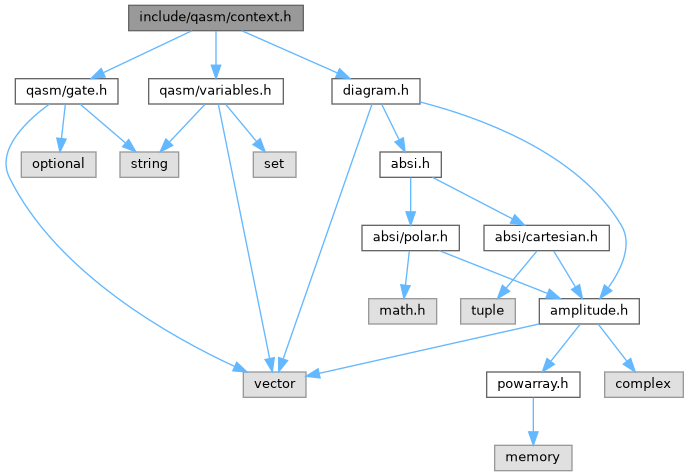 include/qasm/context.h
qasm/gate.h
qasm/variables.h
diagram.h
optional
string
set
absi.h
absi/polar.h
absi/cartesian.h
math.h
tuple
amplitude.h
vector
powarray.h
complex
memory